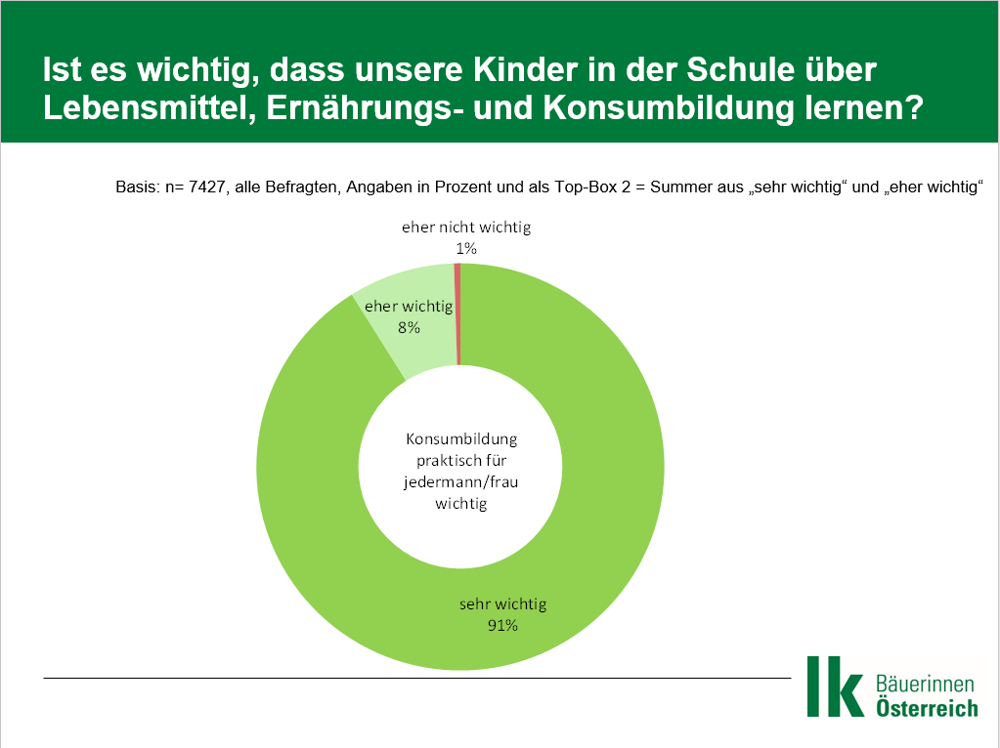 Ist es wichtig, dass unsere Kinder in der Schule über
Lebensmittel, Ernährungs- und Konsumbildung lernen?
Basis: n= 7427, alle Befragten, Angaben in Prozent und als Top-Box 2 = Summer aus „sehr wichtig“ und „eher wichtig“
eher nicht wichtig
1%
eher wichtig
8%
Konsumbildung
praktisch für
jedermann/frau
wichtig
sehr wichtig
91%
lk
Bäuerinnen
Österreich